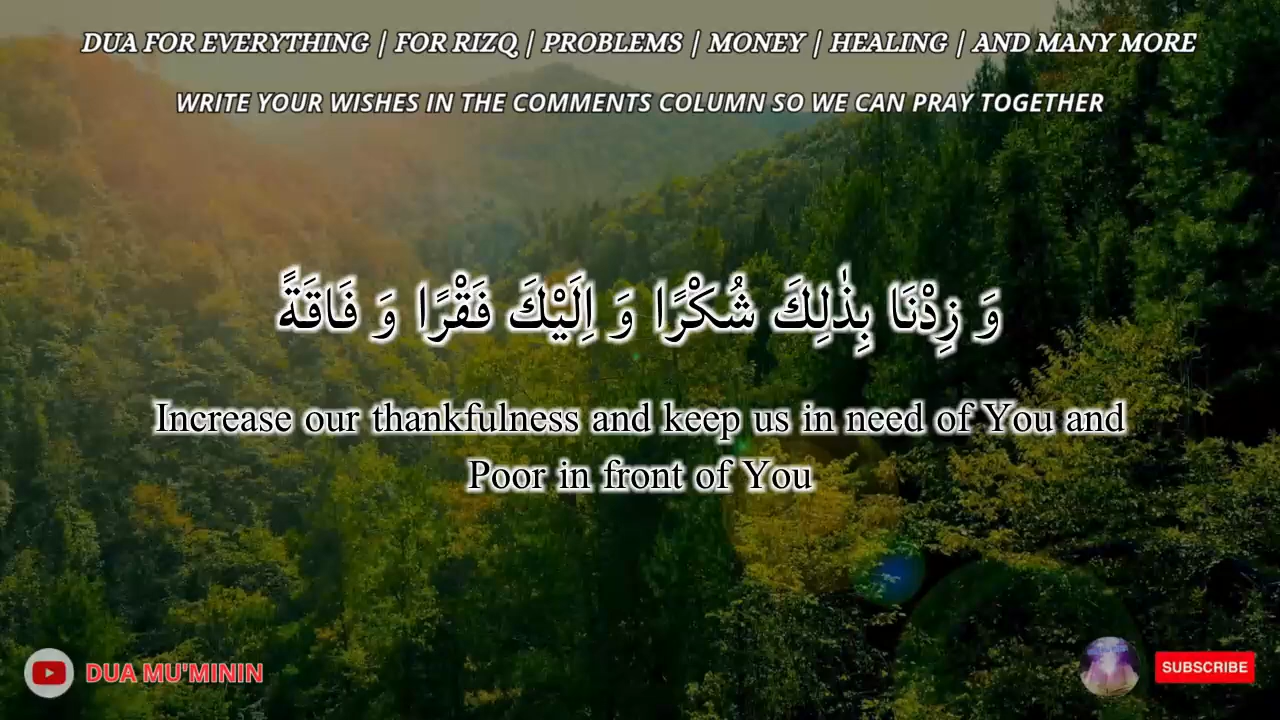 DUA FOR EVERYTHING | FOR RIZQ | PROBLEMS | MONEY | HEALING | AND MANY MORE
WRITE YOUR WISHES IN THE COMMENTS COLUMN SO WE CAN PRAY TOGETHER
وَ زِدْنَا بِذٰلِكَ شُكْرًا وَ اِلَيْكَ فَقْرًا وَ فَاقَةً
Increase our thankfulness and keep us in need of You and
Poor in front of You
DUA MU'MININ
SUBSCRIBE